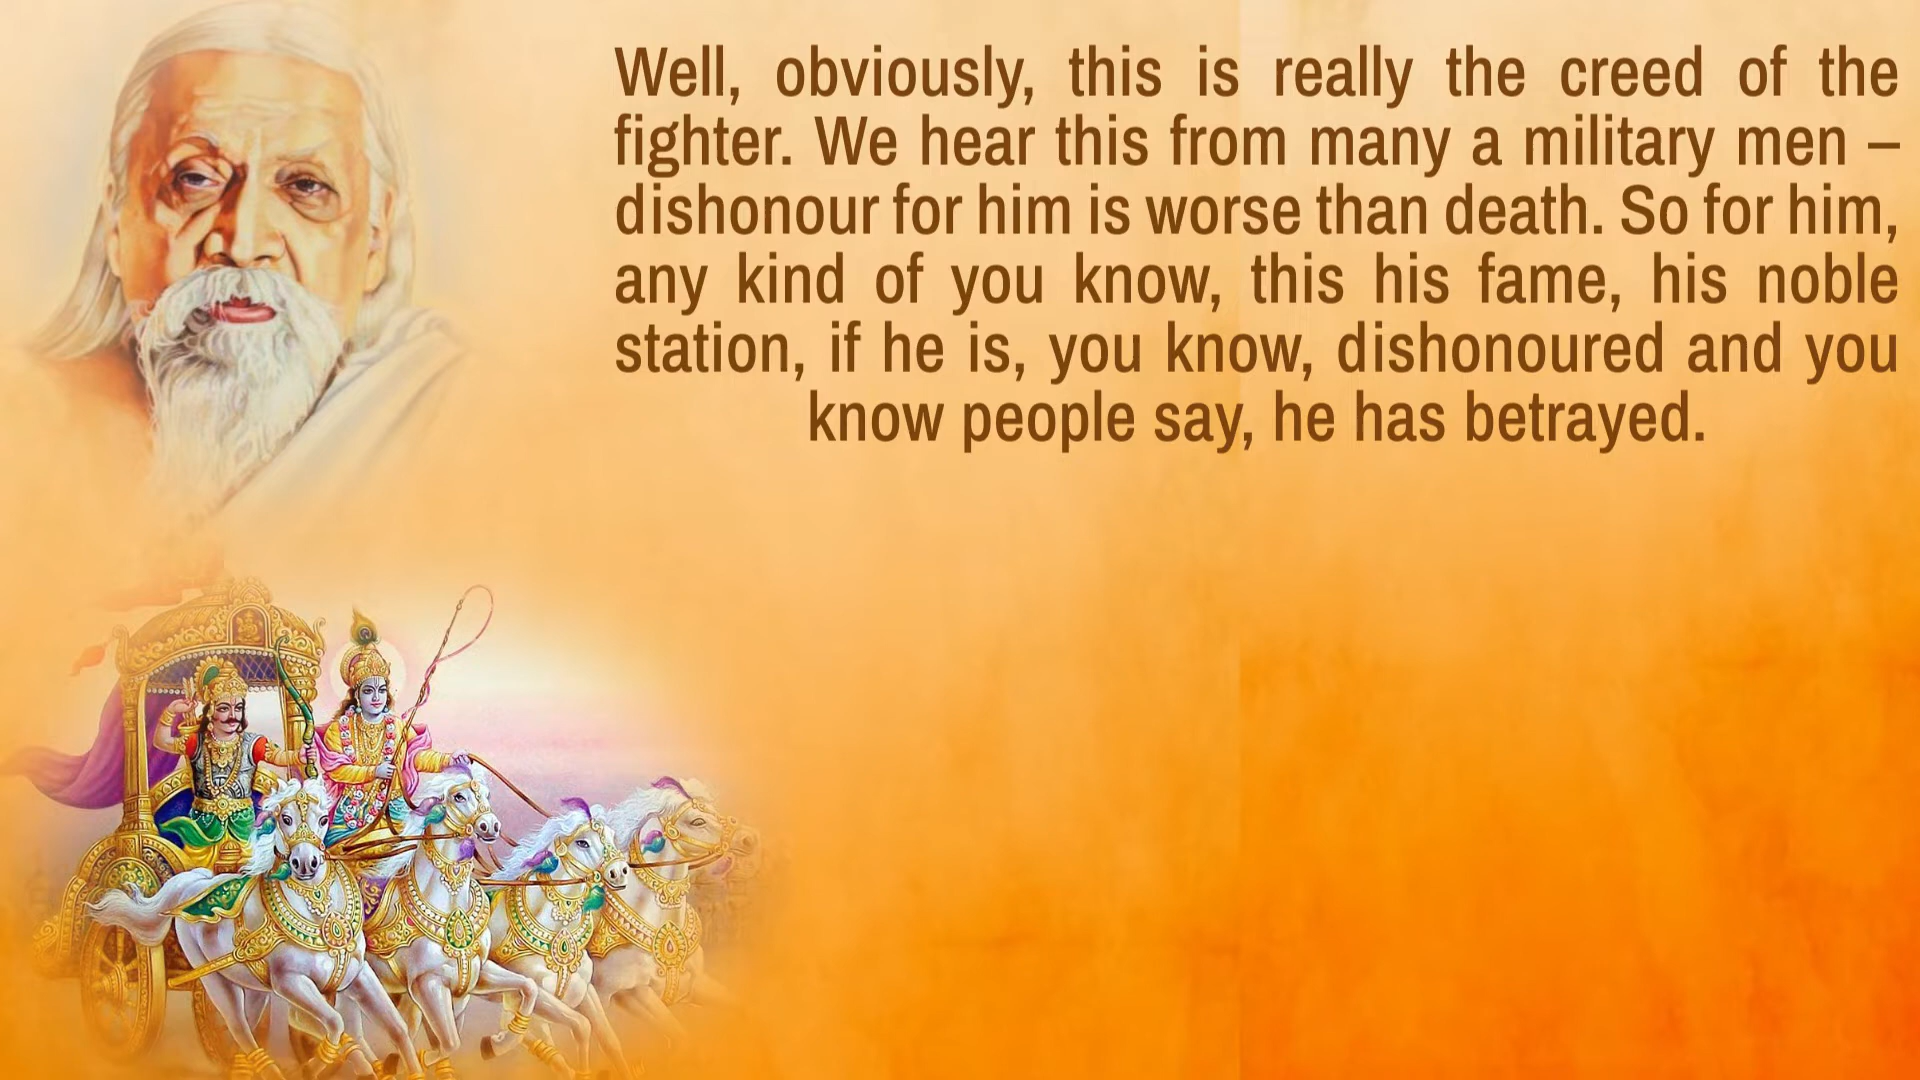 Well, obviously, this is really the creed of the
fighter. We hear this from many a military men –
dishonour for him is worse than death. So for him,
any kind of you know, this his fame, his noble
station, if he is, you know, dishonoured and you
know people say, he has betrayed.